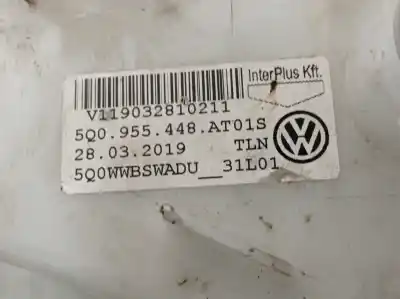 InterPlus Kft.
V119032810211
5Q0.955.448.AT01S
28.03.2019 TLN
5Q0WWBSWADU__31L01